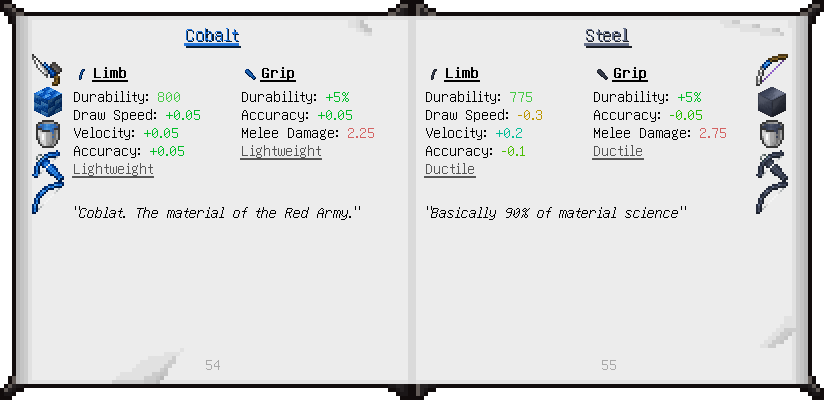 Cobalt
Limb
Durability: 800
Draw Speed: +0.05
Velocity: +0.05
Accuracy: +0.05
Lightweight
Grip
Durability: +5%
Accuracy: +0.05
Melee Damage: 2.25
Lightweight
"Coblat. The material of the Red Army."
54
Steel
Limb
Durability: 775
Draw Speed: -0.3
Velocity: +0.2
Accuracy: -0.1
Ductile
Grip
Durability: +5%
Accuracy: -0.05
Melee Damage: 2.75
Ductile
"Basically 90% of material science"
55